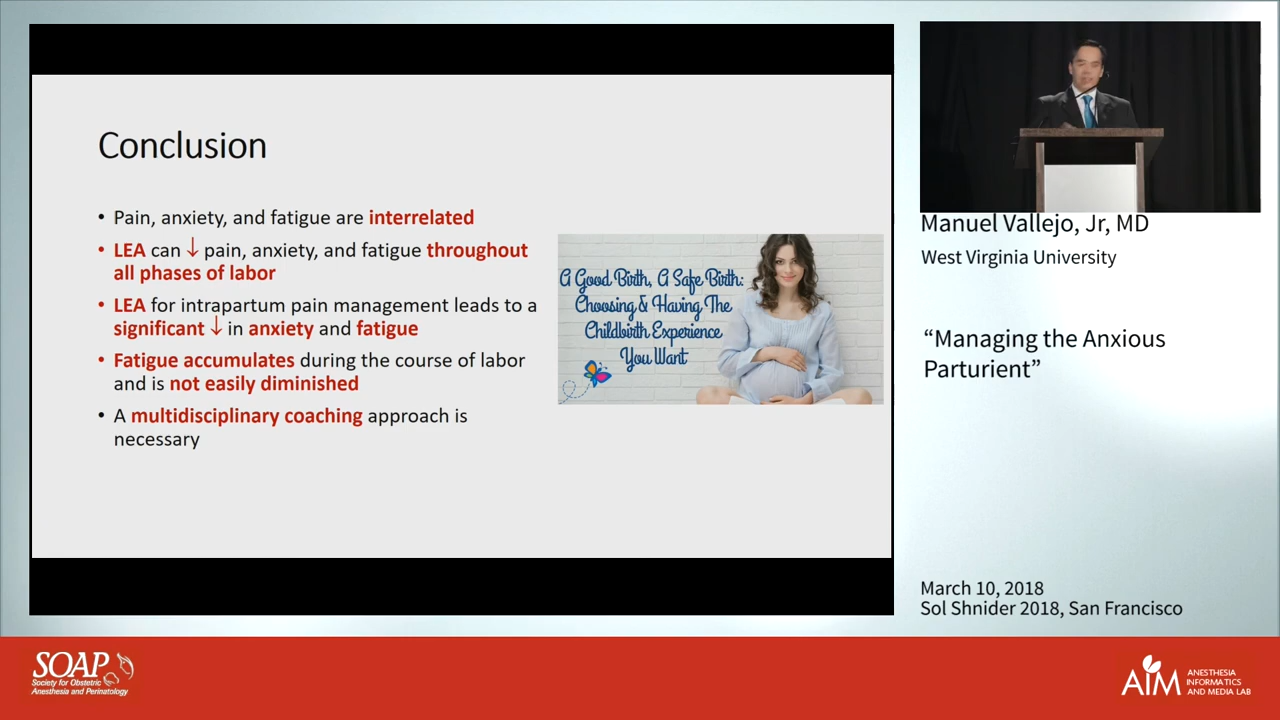 Conclusion
• Pain, anxiety, and fatigue are interrelated
• LEA can ↓ pain, anxiety, and fatigue throughout
all phases of labor
• LEA for intrapartum pain management leads to a
significant ↓ in anxiety and fatigue
• Fatigue accumulates during the course of labor
and is not easily diminished
• A multidisciplinary coaching approach is
necessary
A Good Birth, A Safe Birth:
Choosing & Having The
Childbirth Experience
You Want
Manuel Vallejo, Jr, MD
West Virginia University
“Managing the Anxious
Parturient”
March 10, 2018
Sol Shnider 2018, San Francisco
SOAP
Society for Obstetric
Anesthesia and Perinatology
AIM
ANESTHESIA
INFORMATICS
AND MEDIA LAB